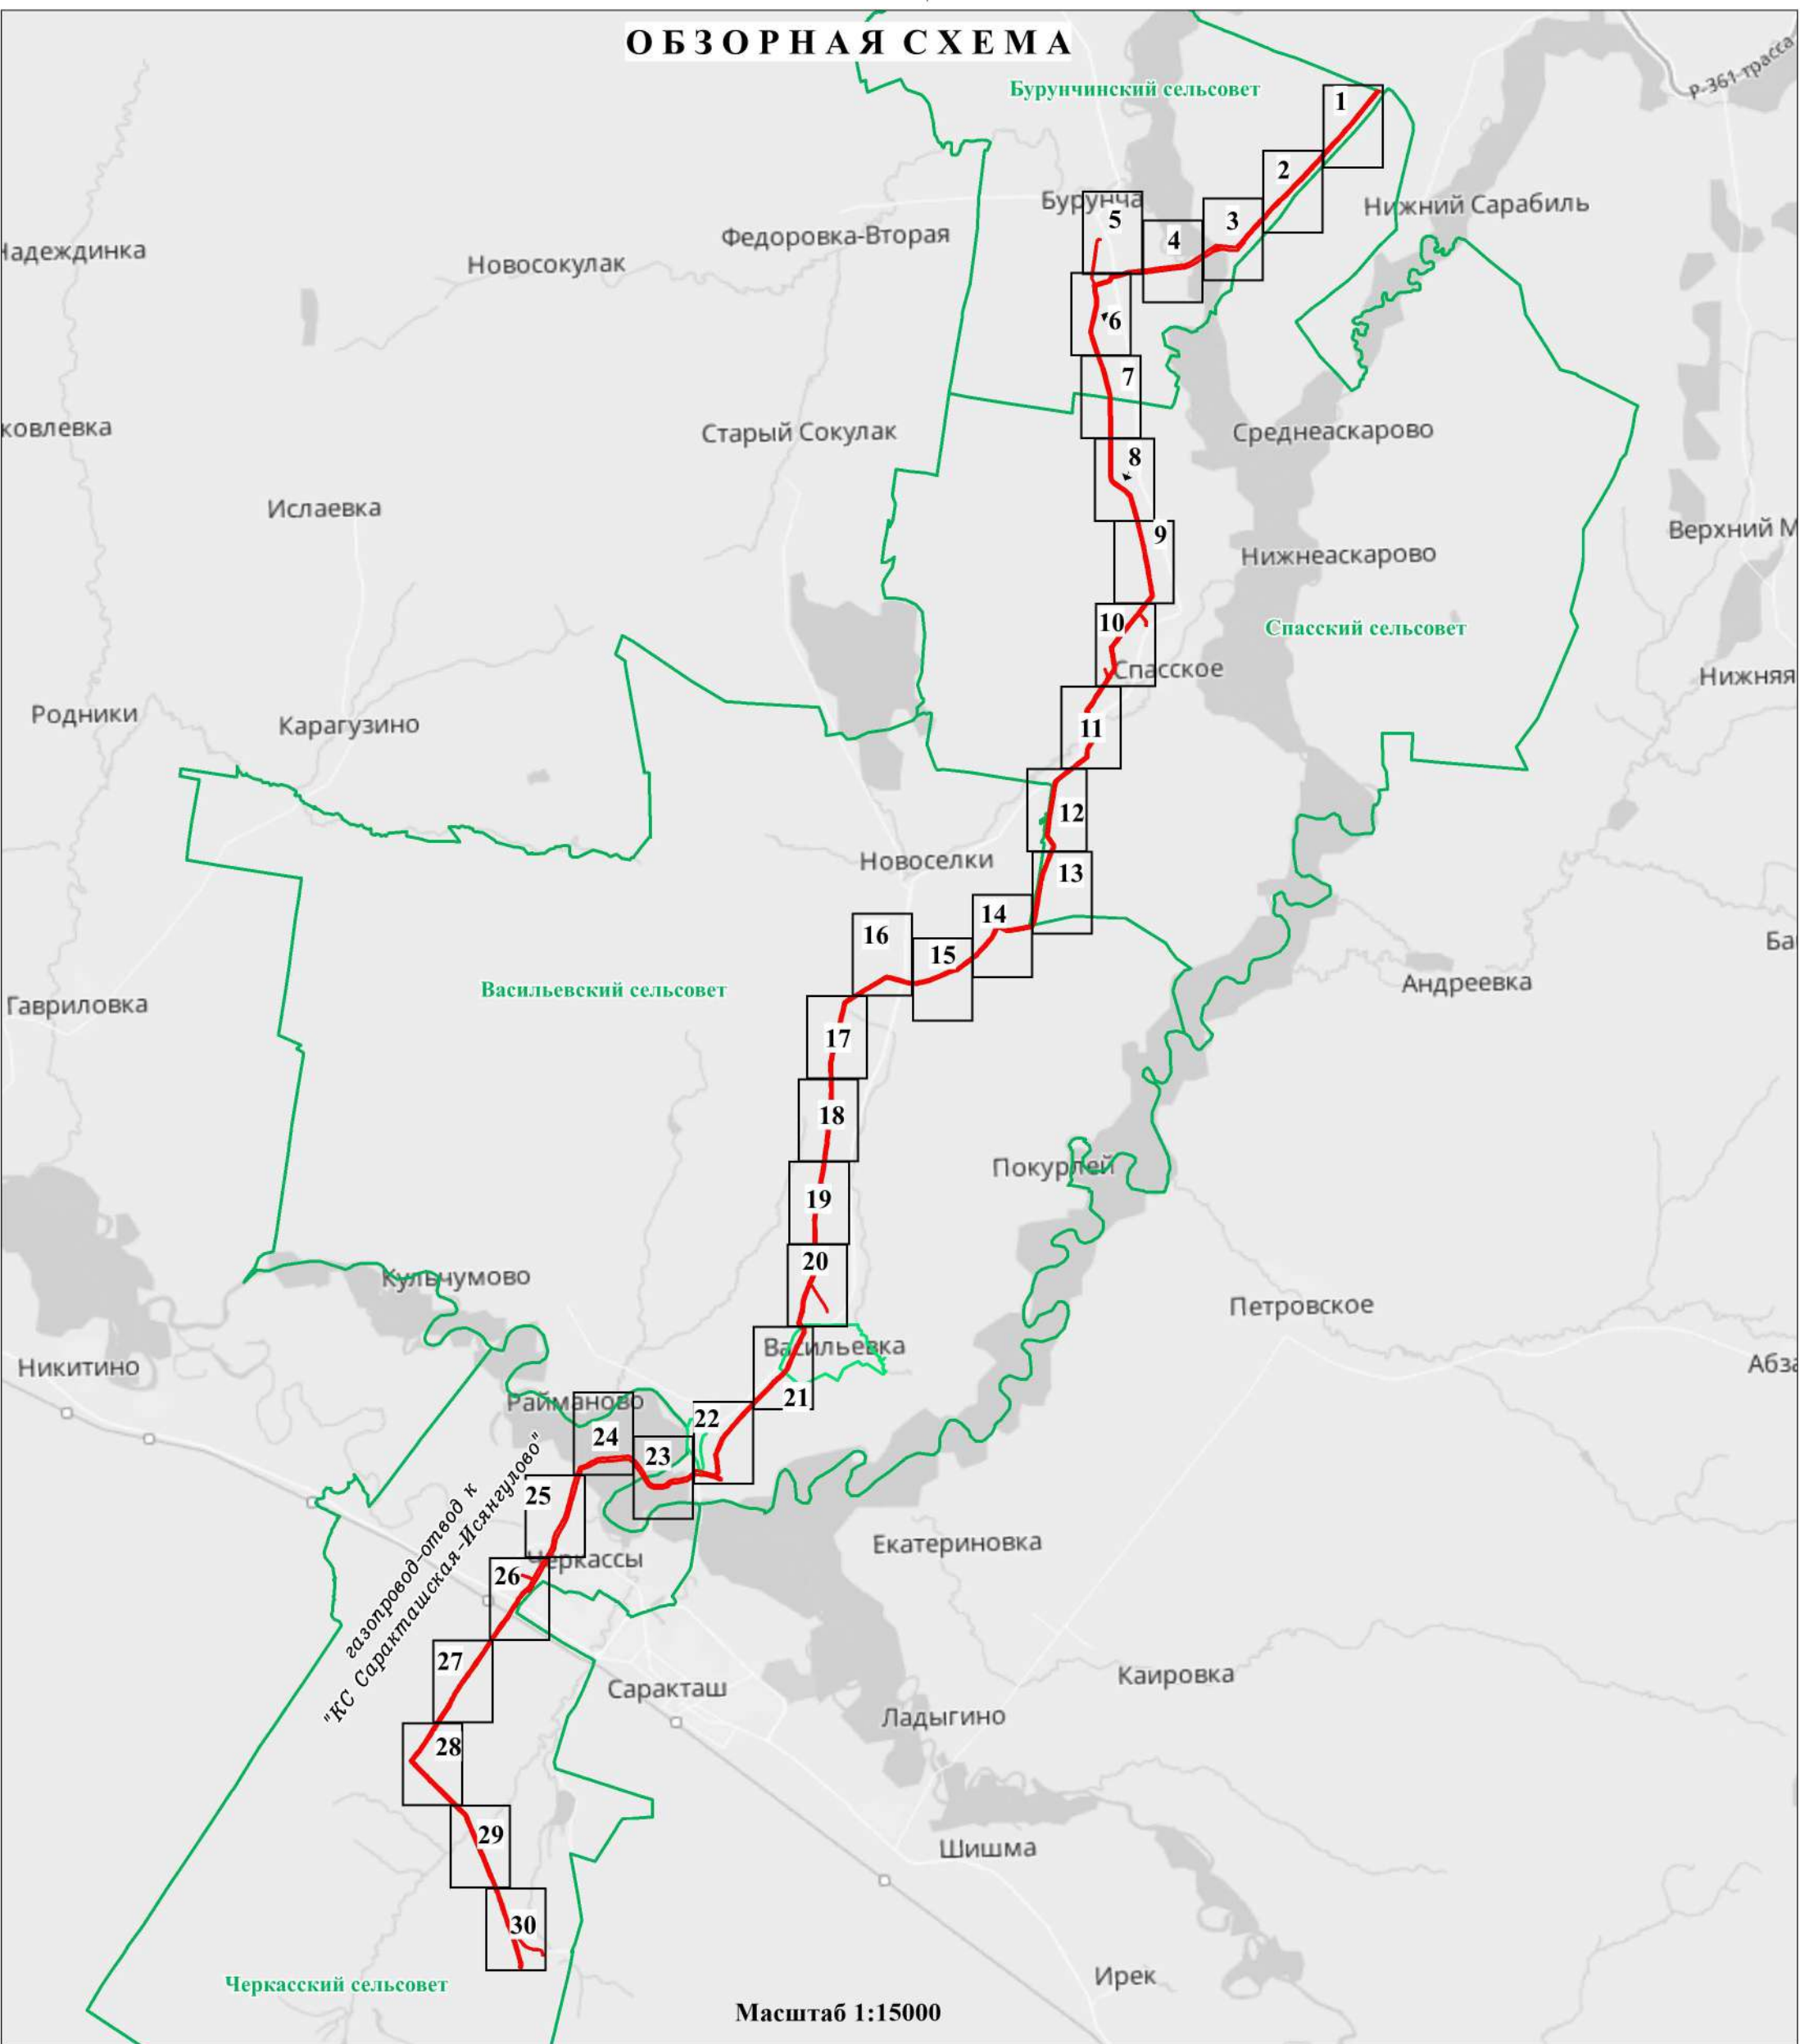 ОБЗОРНАЯ СХЕМА
Р-361 трасса
Бурунчинский сельсовет
1
2
Бурунча
5
3
4
Нижний Сарабиль
Федоровка-Вторая
Надеждинка
Новосокулак
6
7
ковлевка
Старый Сокулак
Среднеаскарово
8
Ислаевка
9
Верхний М
Нижнеаскарово
10
Спасский сельсовет
Спасское
Нижняя
Родники
Карагузино
11
12
Новоселки
13
14
16
15
Ба
Васильевский сельсовет
Андреевка
Гавриловка
17
18
Покурлей
19
20
Кульчумово
Петровское
Васильевка
Никитино
Абза
21
Райманово
22
24
23
газопровод-отвод к
"КС Саракташская-Исянгулово"
25
Екатериновка
Черкассы
26
27
Каировка
Саракташ
Ладыгино
28
29
Шишма
30
Ирек
Черкасский сельсовет
Масштаб 1:15000